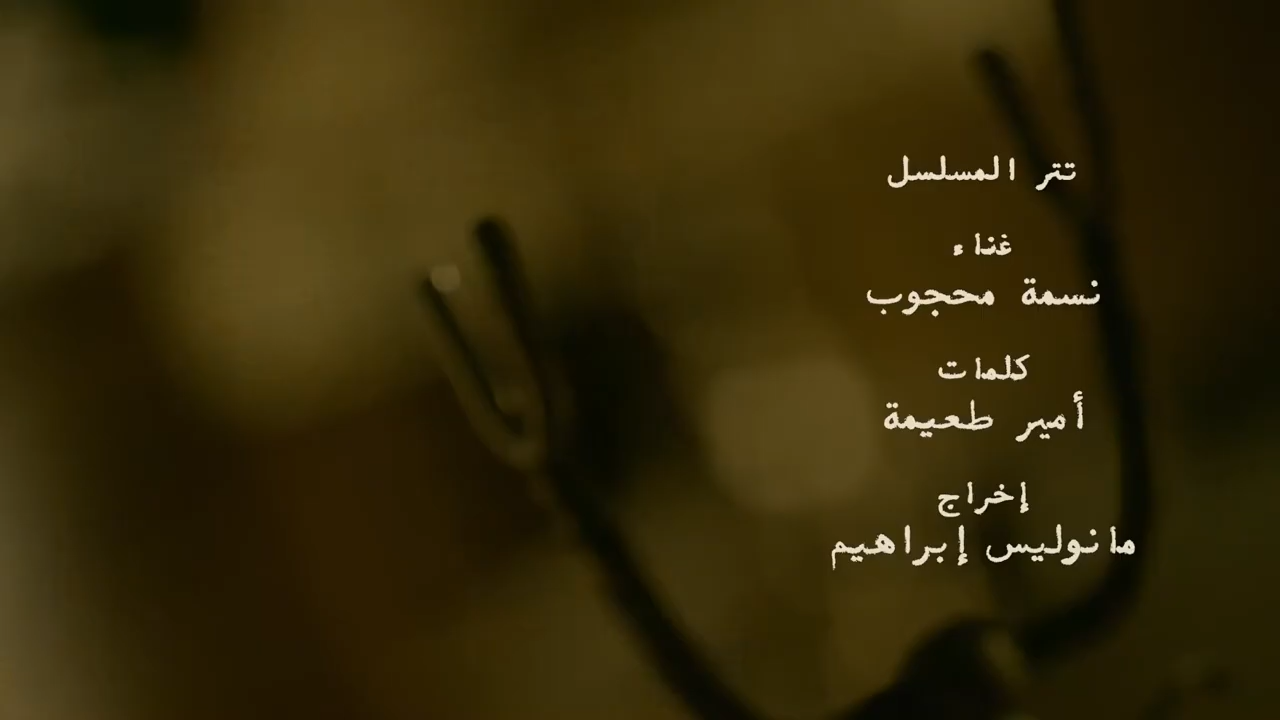 تتر المسلسل
غناء
نسمة محجوب
كلمات
أمير طعيمة
إخراج
مانوليس إبراهيم